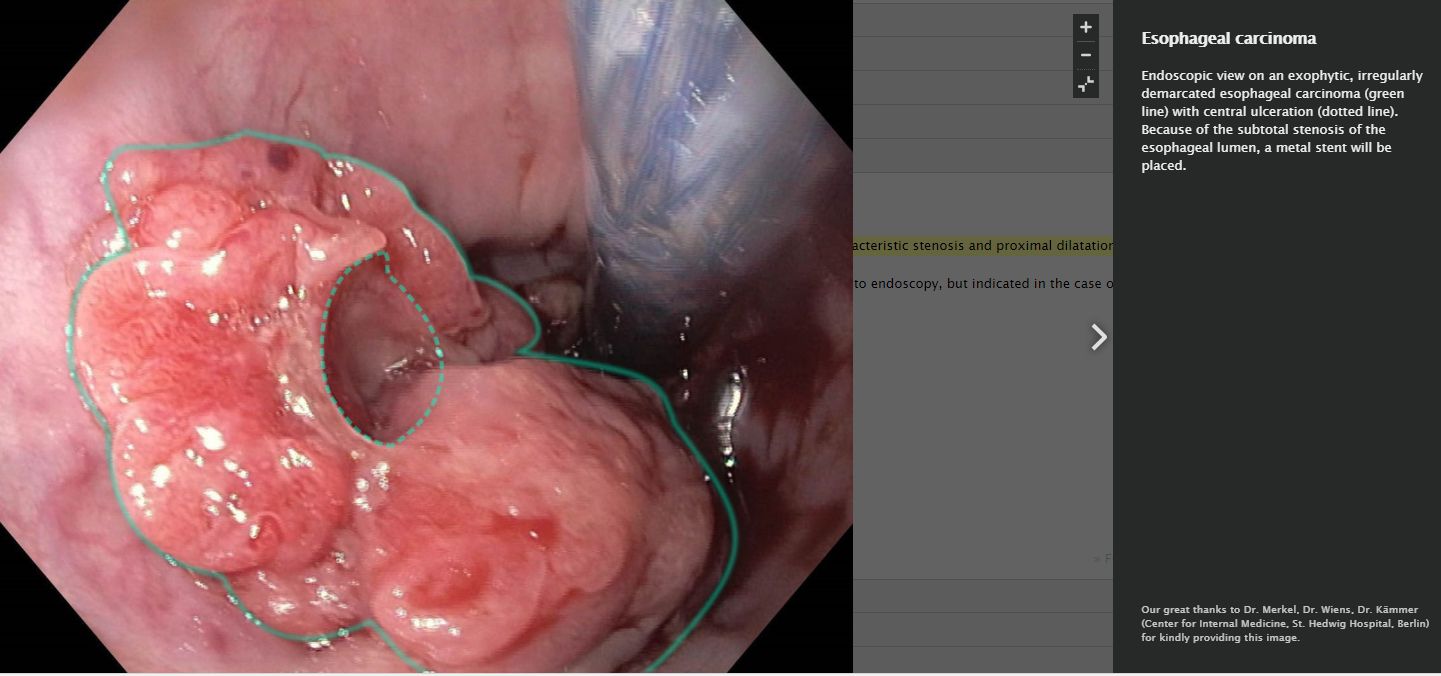 Esophageal carcinoma
Endoscopic view on an exophytic, irregularly
demarcated esophageal carcinoma (green
line) with central ulceration (dotted line).
Because of the subtotal stenosis of the
esophageal lumen, a metal stent will be
placed.
acteristic stenosis and proximal dilatation
to endoscopy, but indicated in the case o
» F
Our great thanks to Dr. Merkel, Dr. Wiens, Dr. Kämmer
(Center for Internal Medicine, St. Hedwig Hospital, Berlin)
for kindly providing this image.